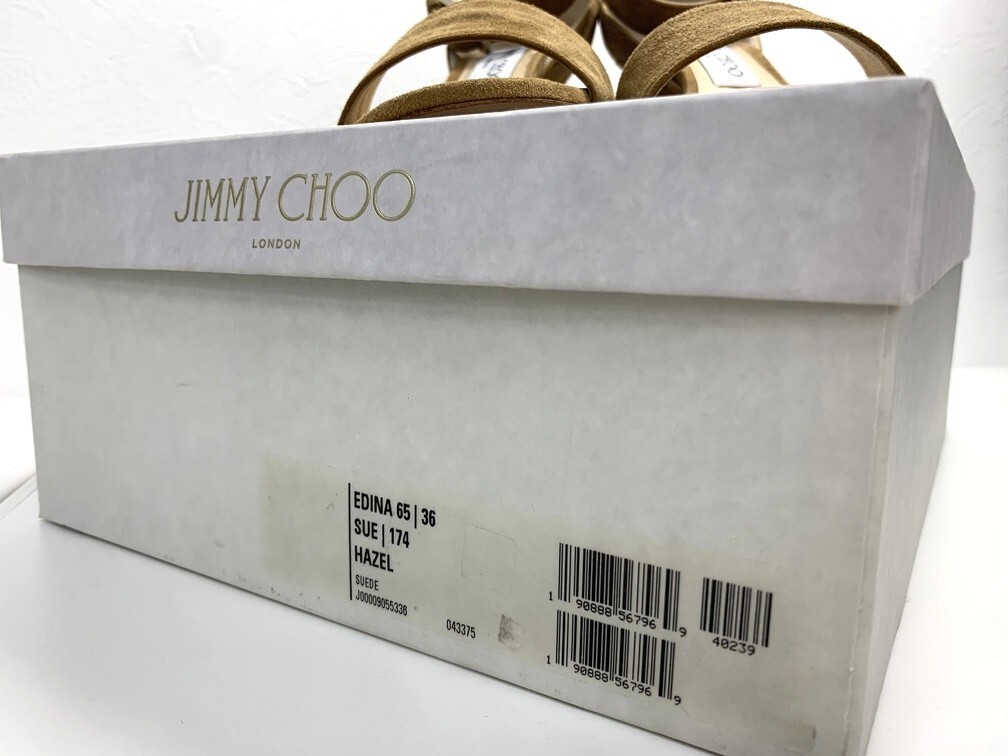 JIMMY CHOO
LONDON
EDINA 65 | 36
SUE | 174
HAZEL
SUEDE
J00009055336
043375
1 90888 56796 9
40239
1 90888 56796 9